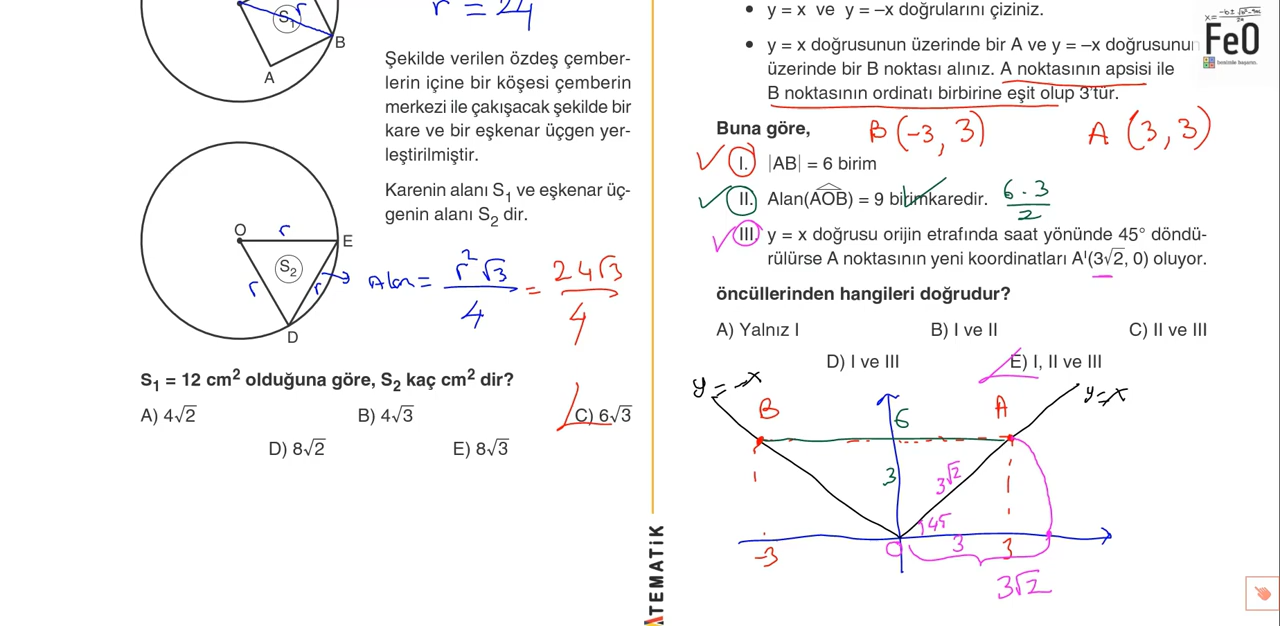 r = 24
r
S₁
B
A
Şekilde verilen özdeş çember-
lerin içine bir köşesi çemberin
merkezi ile çakışacak şekilde bir
kare ve bir eşkenar üçgen yer-
leştirilmiştir.
Karenin alanı S₁ ve eşkenar üç-
genin alanı S₂ dir.
O
r
E
S₂
r
r
D
Alan = r²√3 / 4 = 24√3 / 4
S₁ = 12 cm² olduğuna göre, S₂ kaç cm² dir?
A) 4√2 B) 4√3 C) 6√3
D) 8√2 E) 8√3
TEMATİK
• y = x ve y = –x doğrularını çiziniz.
• y = x doğrusunun üzerinde bir A ve y = –x doğrusunun
üzerinde bir B noktası alınız. A noktasının apsisi ile
B noktasının ordinatı birbirine eşit olup 3'tür.
Buna göre, B (-3, 3) A (3, 3)
I. |AB| = 6 birim
II. Alan(AOB) = 9 birimkaredir. 6·3 / 2
III. y = x doğrusu orijin etrafında saat yönünde 45° döndü-
rülürse A noktasının yeni koordinatları A'(3√2, 0) oluyor.
öncüllerinden hangileri doğrudur?
A) Yalnız I B) I ve II C) II ve III
D) I ve III E) I, II ve III
y = -x
B
6
A
y = x
3
3√2
45
-3
O
3
3
3√2
FeO